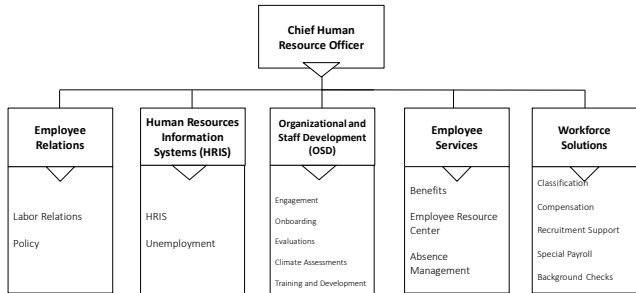 Chief Human
Resource Officer
Employee
Relations
Labor Relations
Policy
Human Resources
Information
Systems (HRIS)
HRIS
Unemployment
Organizational and
Staff Development
(OSD)
Engagement
Onboarding
Evaluations
Climate Assessments
Training and Development
Employee
Services
Benefits
Employee Resource
Center
Absence
Management
Workforce
Solutions
Classification
Compensation
Recruitment Support
Special Payroll
Background Checks